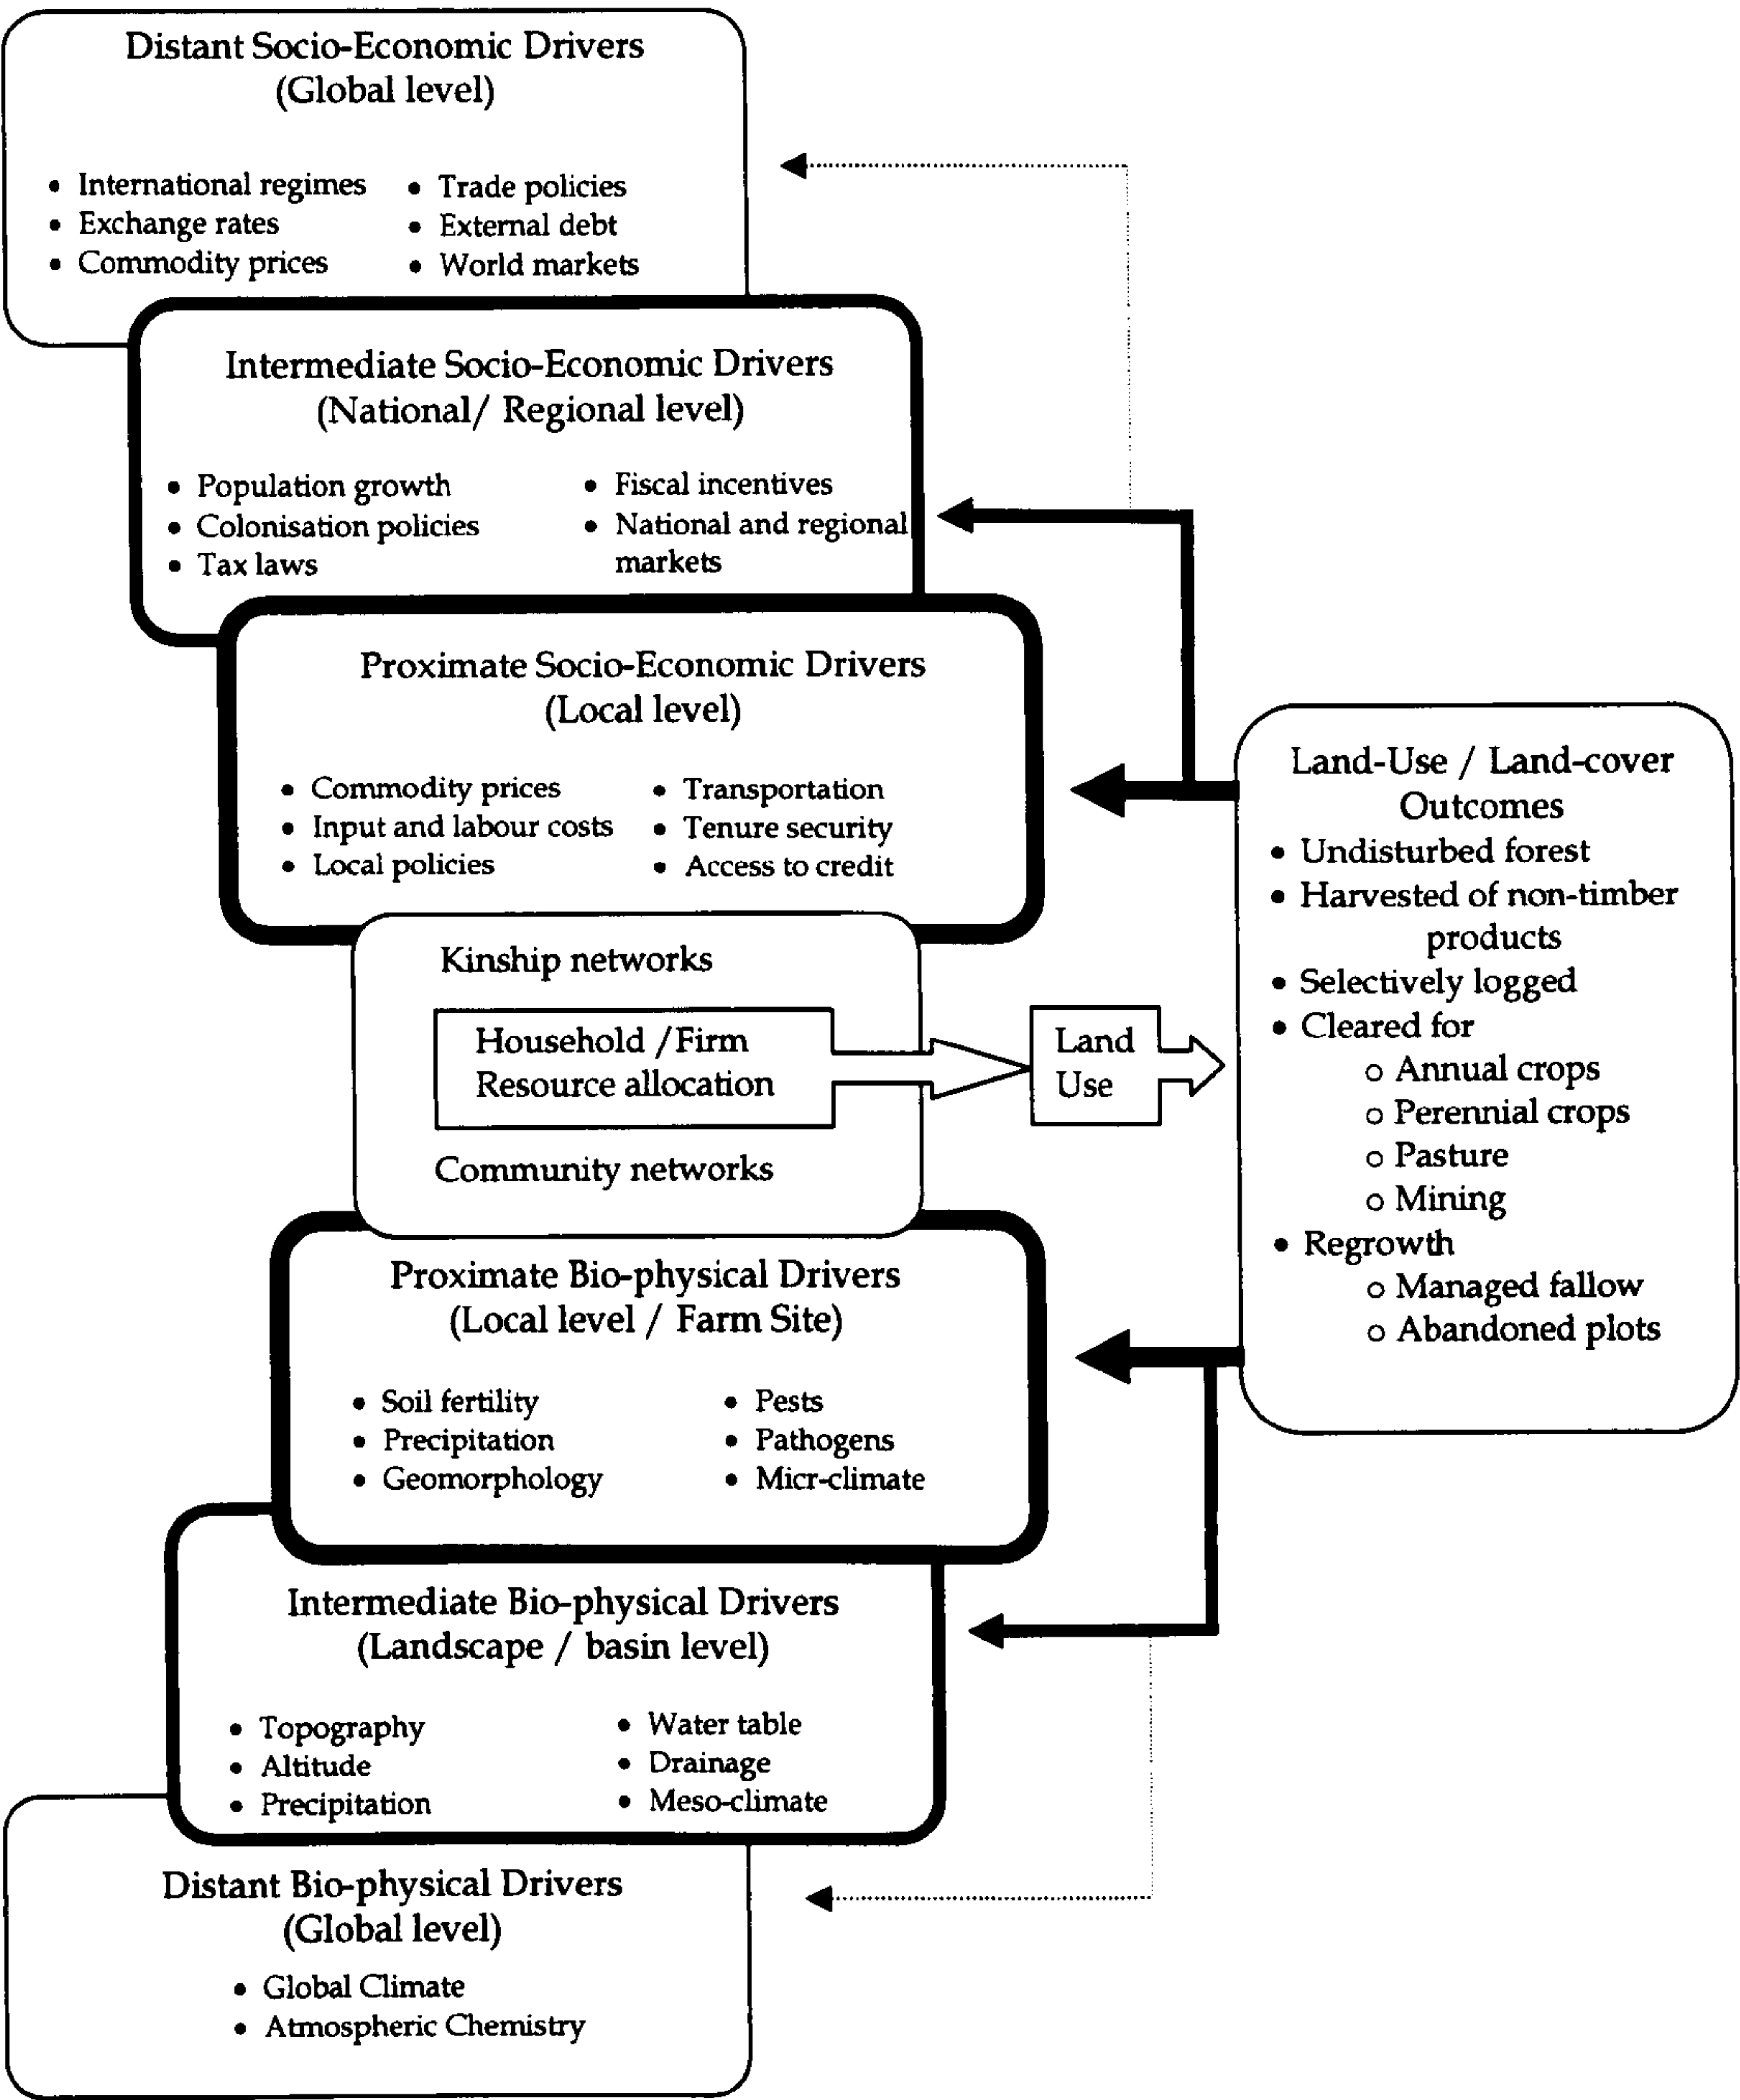 Distant Socio-Economic Drivers
(Global level)
• International regimes
• Exchange rates
• Commodity prices
• Trade policies
• External debt
• World markets
Intermediate Socio-Economic Drivers
(National/ Regional level)
• Population growth
• Colonisation policies
• Tax laws
• Fiscal incentives
• National and regional
markets
Proximate Socio-Economic Drivers
(Local level)
• Commodity prices
• Input and labour costs
• Local policies
• Transportation
• Tenure security
• Access to credit
Kinship networks
Household /Firm
Resource allocation
Community networks
Land
Use
Land-Use / Land-cover
Outcomes
• Undisturbed forest
• Harvested of non-timber
products
• Selectively logged
• Cleared for
o Annual crops
o Perennial crops
o Pasture
o Mining
• Regrowth
o Managed fallow
o Abandoned plots
Proximate Bio-physical Drivers
(Local level / Farm Site)
• Soil fertility
• Precipitation
• Geomorphology
• Pests
• Pathogens
• Micr-climate
Intermediate Bio-physical Drivers
(Landscape / basin level)
• Topography
• Altitude
• Precipitation
• Water table
• Drainage
• Meso-climate
Distant Bio-physical Drivers
(Global level)
• Global Climate
• Atmospheric Chemistry